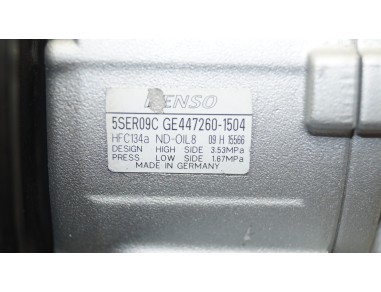 DENSO
5SER09C GE447260-1504
HFC134a ND-OIL8 09 H 15566
DESIGN HIGH SIDE 3.53MPa
PRESS LOW SIDE 1.67MPa
MADE IN GERMANY